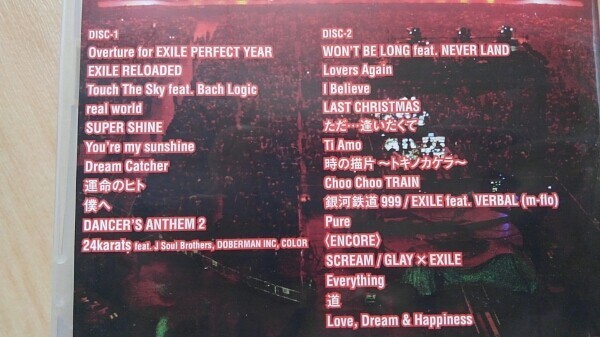 DISC-1
Overture for EXILE PERFECT YEAR
EXILE RELOADED
Touch The Sky feat. Bach Logic
real world
SUPER SHINE
You're my sunshine
Dream Catcher
運命のヒト
僕へ
DANCER'S ANTHEM 2
24karats feat. J Soul Brothers, DOBERMAN INC, COLOR
DISC-2
WON'T BE LONG feat. NEVER LAND
Lovers Again
I Believe
LAST CHRISTMAS
ただ…逢いたくて
Ti Amo
時の描片 〜トキノカケラ〜
Choo Choo TRAIN
銀河鉄道 999 / EXILE feat. VERBAL (m-flo)
Pure
〈ENCORE〉
SCREAM / GLAY × EXILE
Everything
道
Love, Dream & Happiness